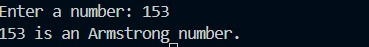 Enter a number: 153
153 is an Armstrong number.